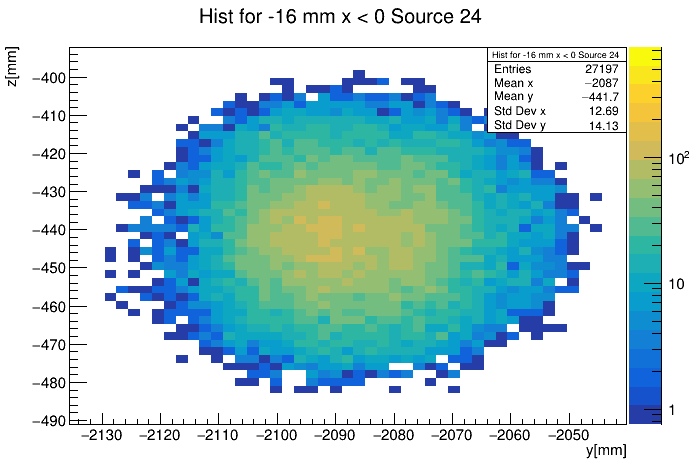 Hist for -16 mm x < 0 Source 24
z[mm]
Hist for -16 mm x < 0 Source 24
Entries 27197
Mean x −2087
Mean y −441.7
Std Dev x 12.69
Std Dev y 14.13
−400
−410
−420
−430
−440
−450
−460
−470
−480
−490
10²
10
1
−2130 −2120 −2110 −2100 −2090 −2080 −2070 −2060 −2050
y[mm]